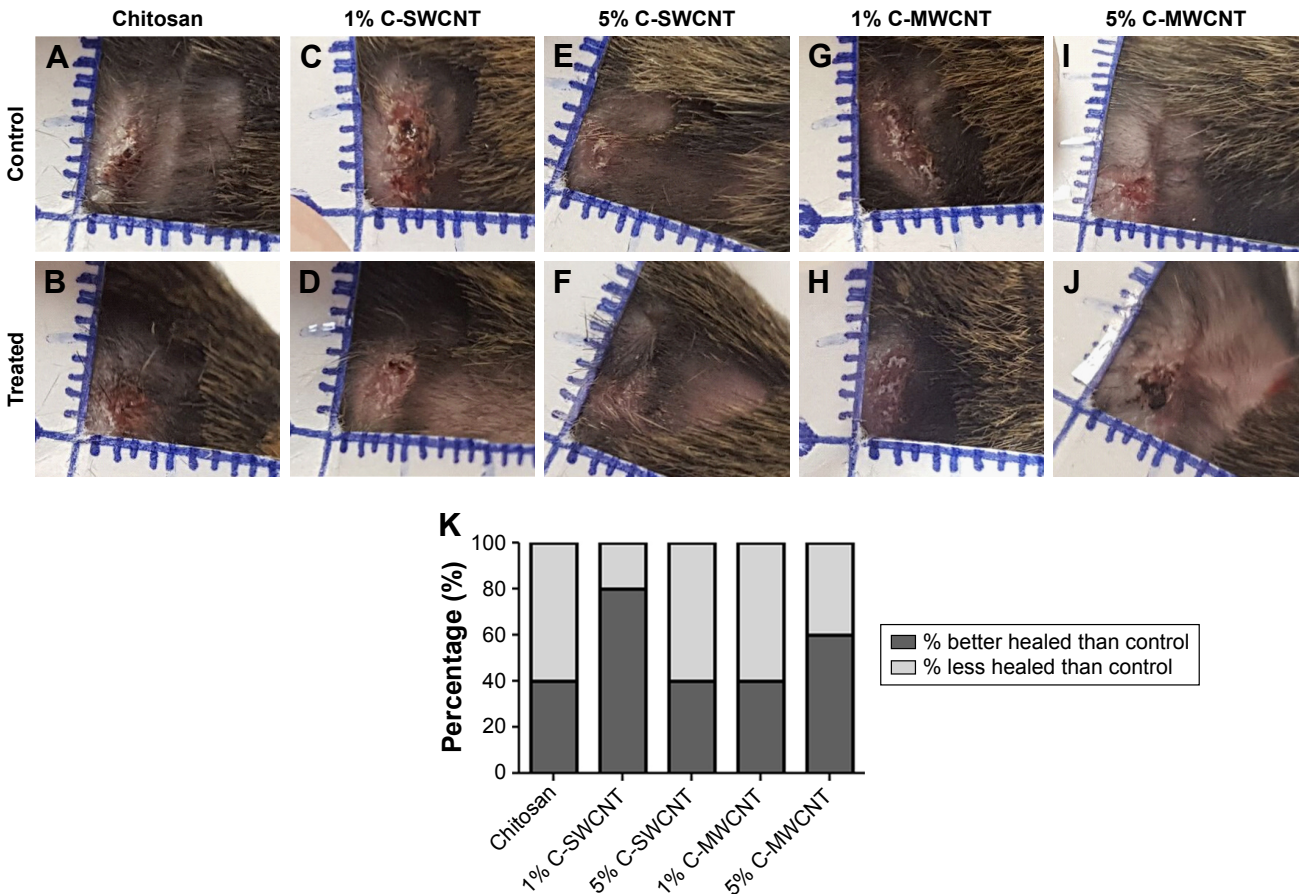 Chitosan
1% C-SWCNT
5% C-SWCNT
1% C-MWCNT
5% C-MWCNT
Control
A
C
E
G
I
Treated
B
D
F
H
J
K
Percentage (%)
100
80
60
40
20
0
Chitosan
1% C-SWCNT
5% C-SWCNT
1% C-MWCNT
5% C-MWCNT
% better healed than control
% less healed than control